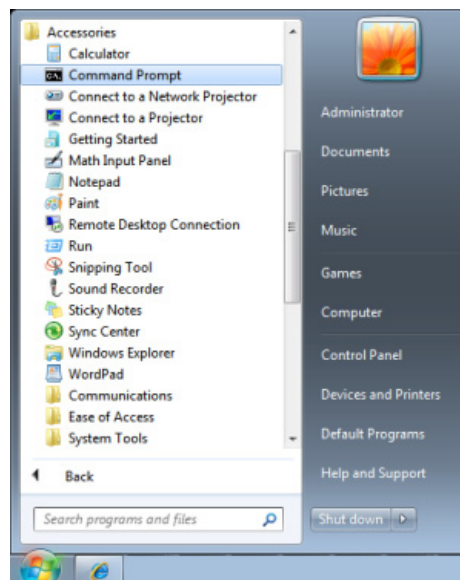 Accessories
Calculator
Command Prompt
Connect to a Network Projector
Connect to a Projector
Getting Started
Math Input Panel
Notepad
Paint
Remote Desktop Connection
Run
Snipping Tool
Sound Recorder
Sticky Notes
Sync Center
Windows Explorer
WordPad
Communications
Ease of Access
System Tools
Back
Search programs and files
Administrator
Documents
Pictures
Music
Games
Computer
Control Panel
Devices and Printers
Default Programs
Help and Support
Shut down